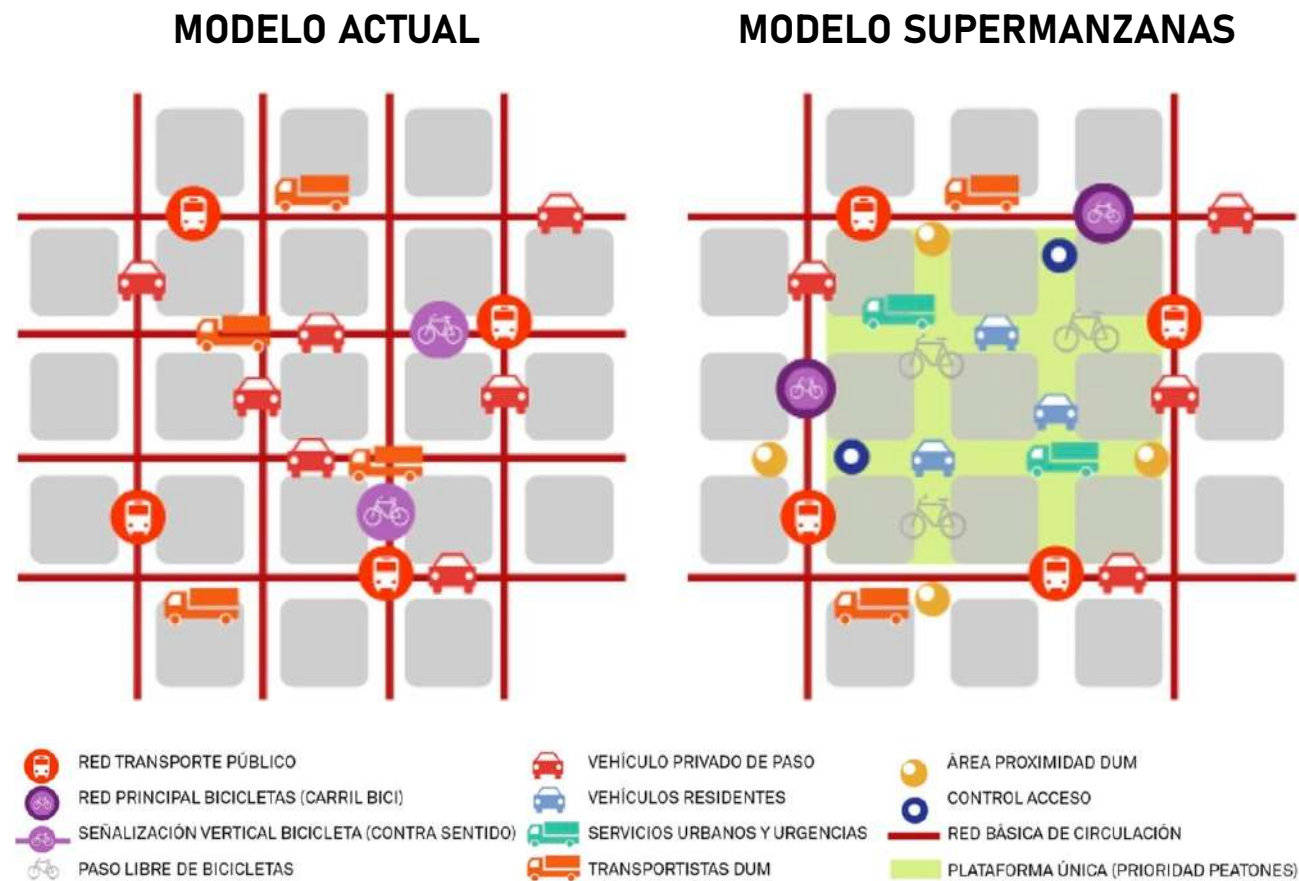 MODELO ACTUAL
MODELO SUPERMANZANAS
RED TRANSPORTE PÚBLICO
RED PRINCIPAL BICICLETAS (CARRIL BICI)
SEÑALIZACIÓN VERTICAL BICICLETA (CONTRA SENTIDO)
PASO LIBRE DE BICICLETAS
VEHÍCULO PRIVADO DE PASO
VEHÍCULOS RESIDENTES
SERVICIOS URBANOS Y URGENCIAS
TRANSPORTISTAS DUM
ÀREA PROXIMIDAD DUM
CONTROL ACCESO
RED BÀSICA DE CIRCULACIÓN
PLATAFORMA ÚNICA (PRIORIDAD PEATONES)